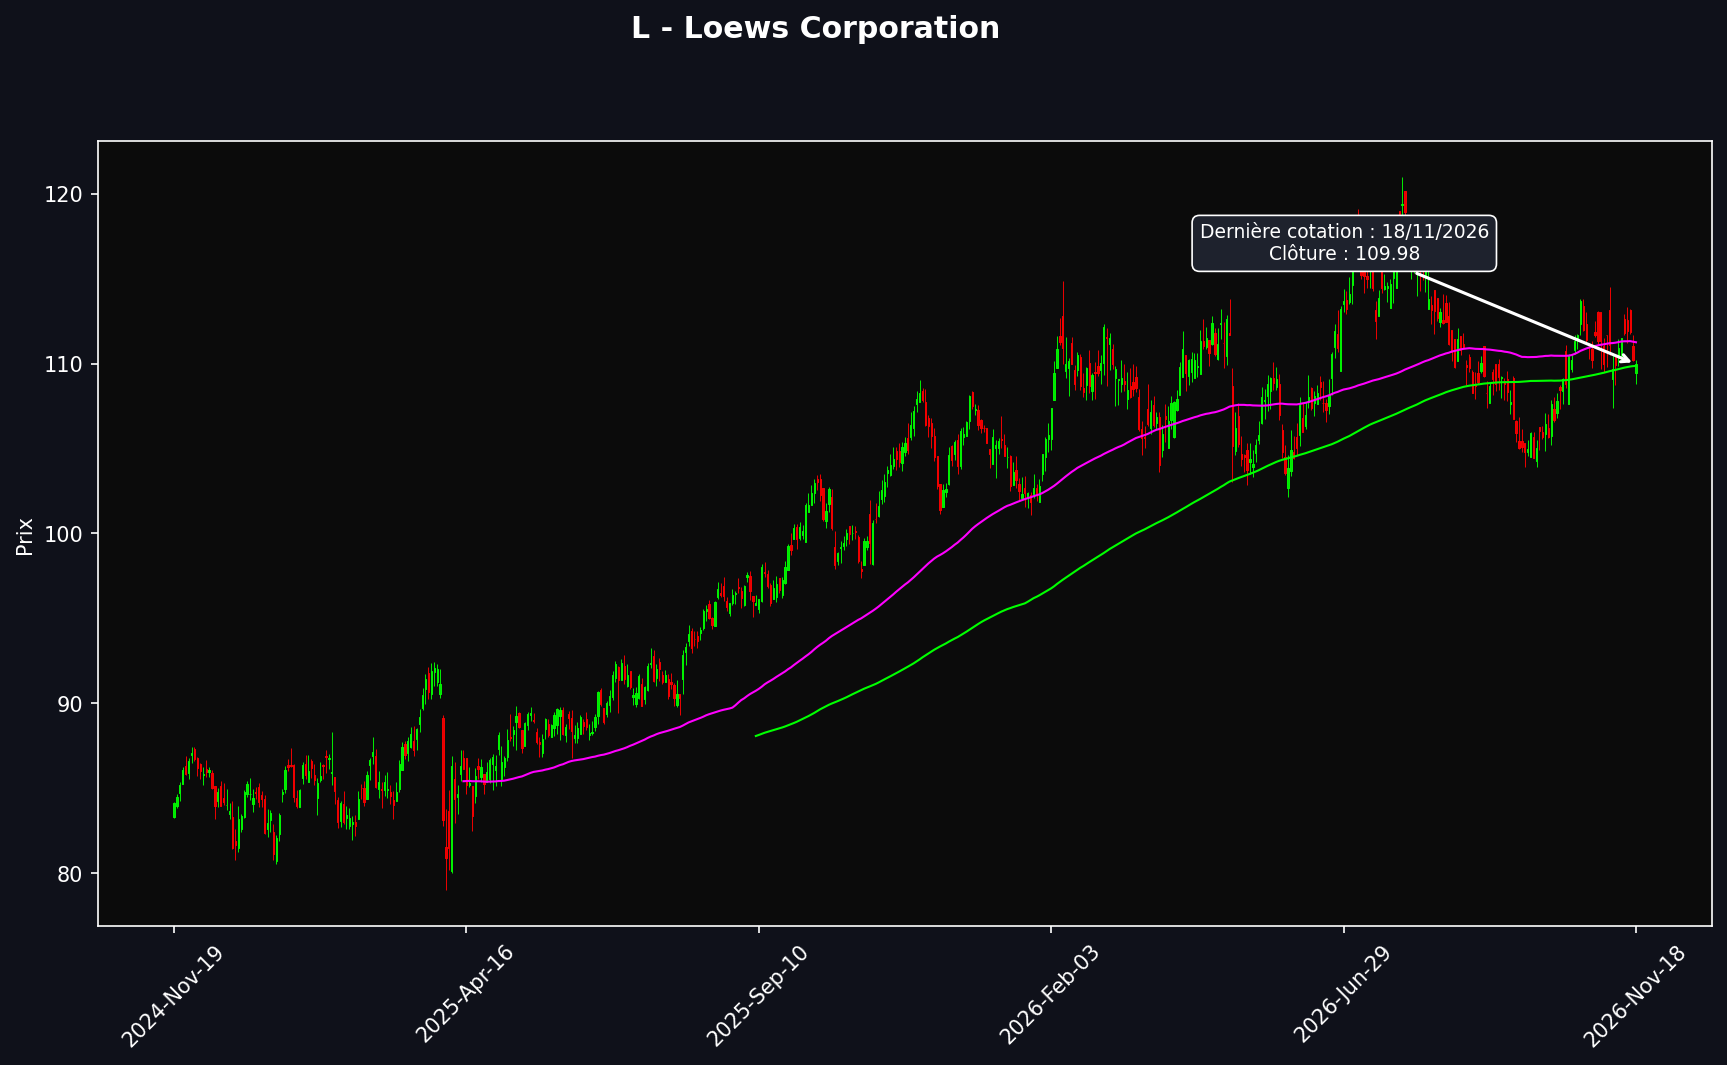 L - Loews Corporation
Dernière cotation : 18/11/2026
Clôture : 109.98
Prix
120
110
100
90
80
2024-Nov-19
2025-Apr-16
2025-Sep-10
2026-Feb-03
2026-Jun-29
2026-Nov-18